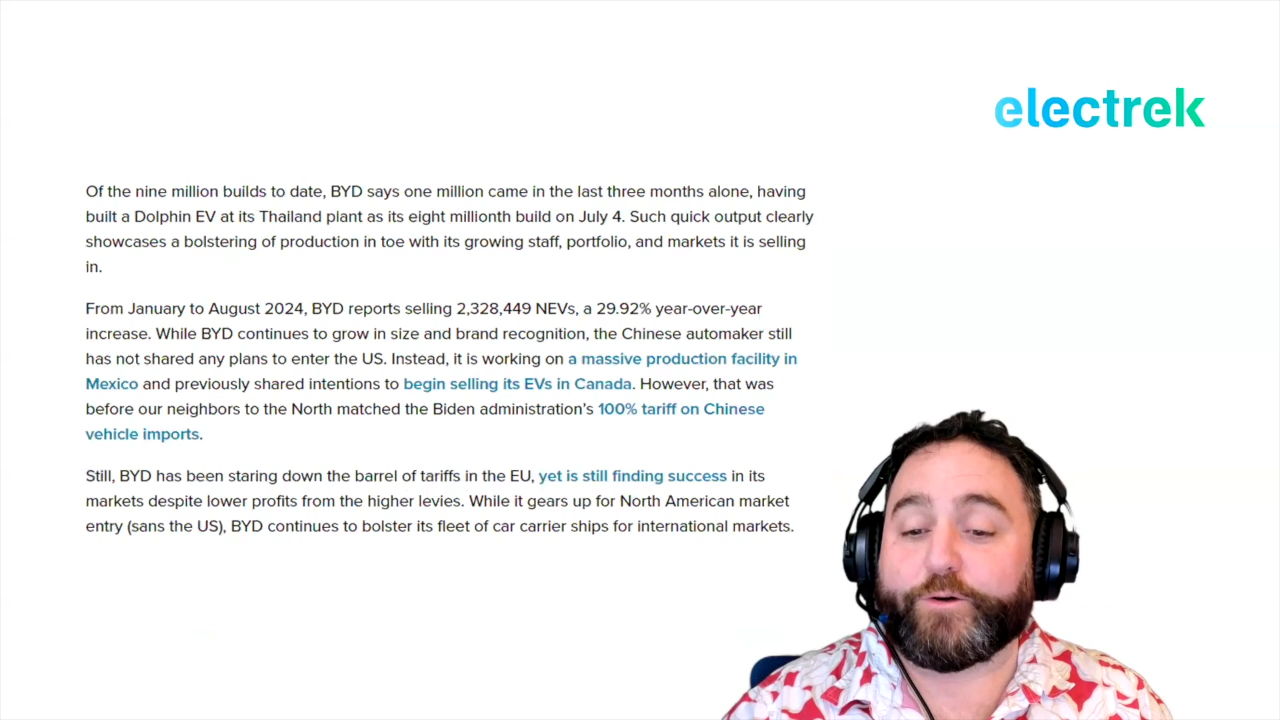 electrek
Of the nine million builds to date, BYD says one million came in the last three months alone, having
built a Dolphin EV at its Thailand plant as its eight millionth build on July 4. Such quick output clearly
showcases a bolstering of production in toe with its growing staff, portfolio, and markets it is selling
in.
From January to August 2024, BYD reports selling 2,328,449 NEVs, a 29.92% year-over-year
increase. While BYD continues to grow in size and brand recognition, the Chinese automaker still
has not shared any plans to enter the US. Instead, it is working on a massive production facility in
Mexico and previously shared intentions to begin selling its EVs in Canada. However, that was
before our neighbors to the North matched the Biden administration’s 100% tariff on Chinese
vehicle imports.
Still, BYD has been staring down the barrel of tariffs in the EU, yet is still finding success in its
markets despite lower profits from the higher levies. While it gears up for North American market
entry (sans the US), BYD continues to bolster its fleet of car carrier ships for international markets.